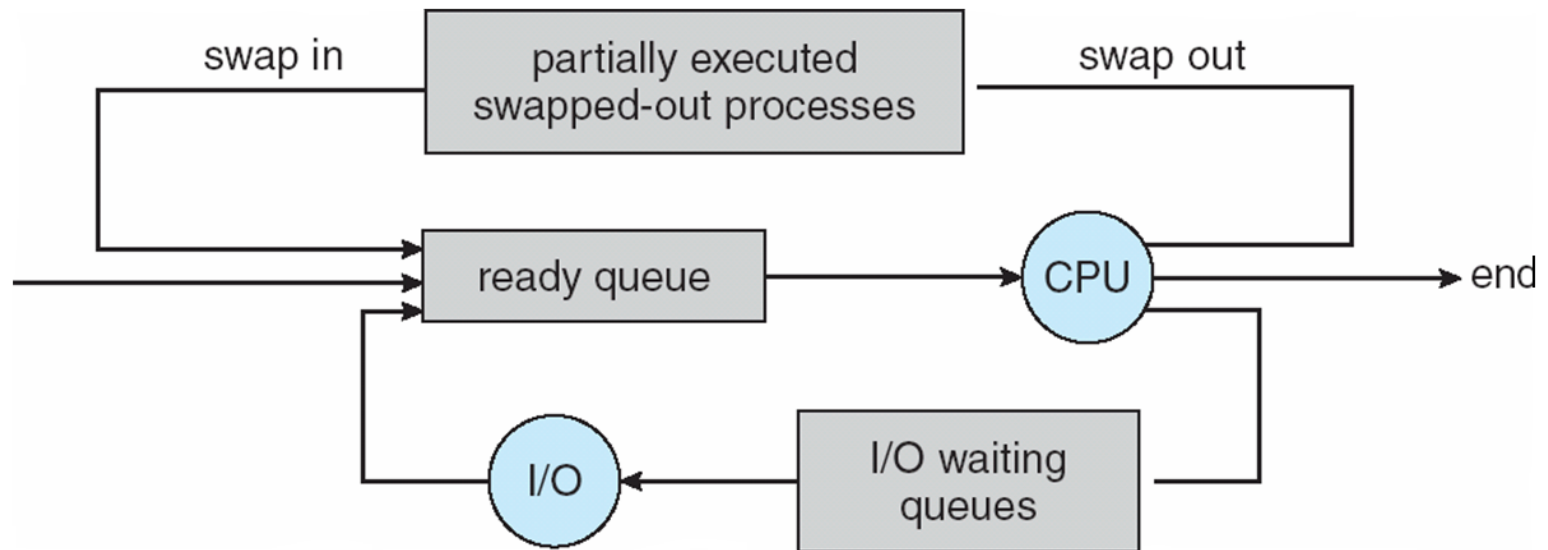 swap in
partially executed
swapped-out processes
swap out
ready queue
CPU
end
I/O
I/O waiting
queues